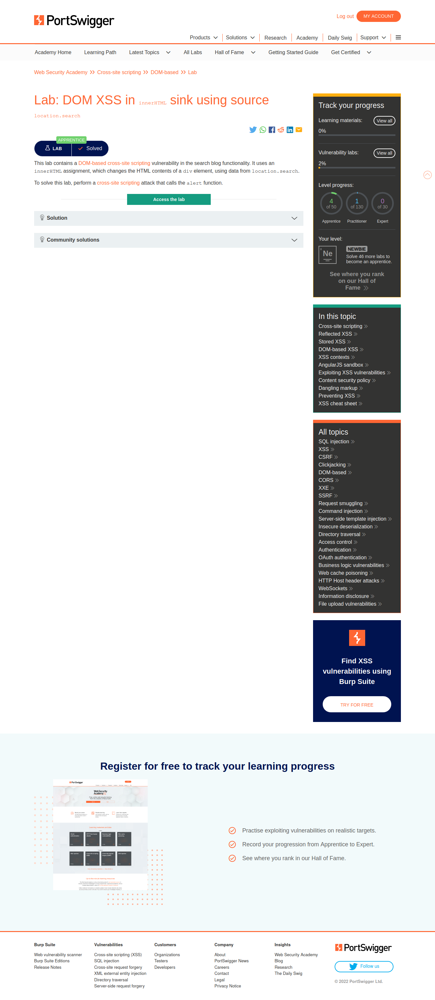 PortSwigger
Log out MY ACCOUNT
Products Solutions Research Academy Daily Swig Support
Academy Home Learning Path Latest Topics All Labs Hall of Fame Getting Started Guide Get Certified
Web Security Academy Cross-site scripting DOM-based Lab
Lab: DOM XSS in innerHTML sink using source
location.search
APPRENTICE
LAB Solved
This lab contains a DOM-based cross-site scripting vulnerability in the search blog functionality. It uses an
innerHTML assignment, which changes the HTML contents of a div element, using data from location.search.
To solve this lab, perform a cross-site scripting attack that calls the alert function.
Access the lab
Solution
Community solutions
Track your progress
Learning materials: View all
0%
Vulnerability labs: View all
2%
Level progress:
4 1 0
of 50 of 130 of 30
Apprentice Practitioner Expert
Your level:
Ne
NEWBIE
Solve 46 more labs to
become an apprentice.
See where you rank
on our Hall of
Fame
In this topic
Cross-site scripting
Reflected XSS
Stored XSS
DOM-based XSS
XSS contexts
AngularJS sandbox
Exploiting XSS vulnerabilities
Content security policy
Dangling markup
Preventing XSS
XSS cheat sheet
All topics
SQL injection
XSS
CSRF
Clickjacking
DOM-based
CORS
XXE
SSRF
Request smuggling
Command injection
Server-side template injection
Insecure deserialization
Directory traversal
Access control
Authentication
OAuth authentication
Business logic vulnerabilities
Web cache poisoning
HTTP Host header attacks
WebSockets
Information disclosure
File upload vulnerabilities
Find XSS
vulnerabilities using
Burp Suite
TRY FOR FREE
Register for free to track your learning progress
PortSwigger
Web Security
Academy
Learning materials and labs
Up-to-the-minute learning resources
Practise exploiting vulnerabilities on realistic targets.
Record your progression from Apprentice to Expert.
See where you rank in our Hall of Fame.
Burp Suite
Web vulnerability scanner
Burp Suite Editions
Release Notes
Vulnerabilities
Cross-site scripting (XSS)
SQL injection
Cross-site request forgery
XML external entity injection
Directory traversal
Server-side request forgery
Customers
Organizations
Testers
Developers
Company
About
PortSwigger News
Careers
Contact
Legal
Privacy Notice
Insights
Web Security Academy
Blog
Research
The Daily Swig
PortSwigger
Follow us
© 2022 PortSwigger Ltd.